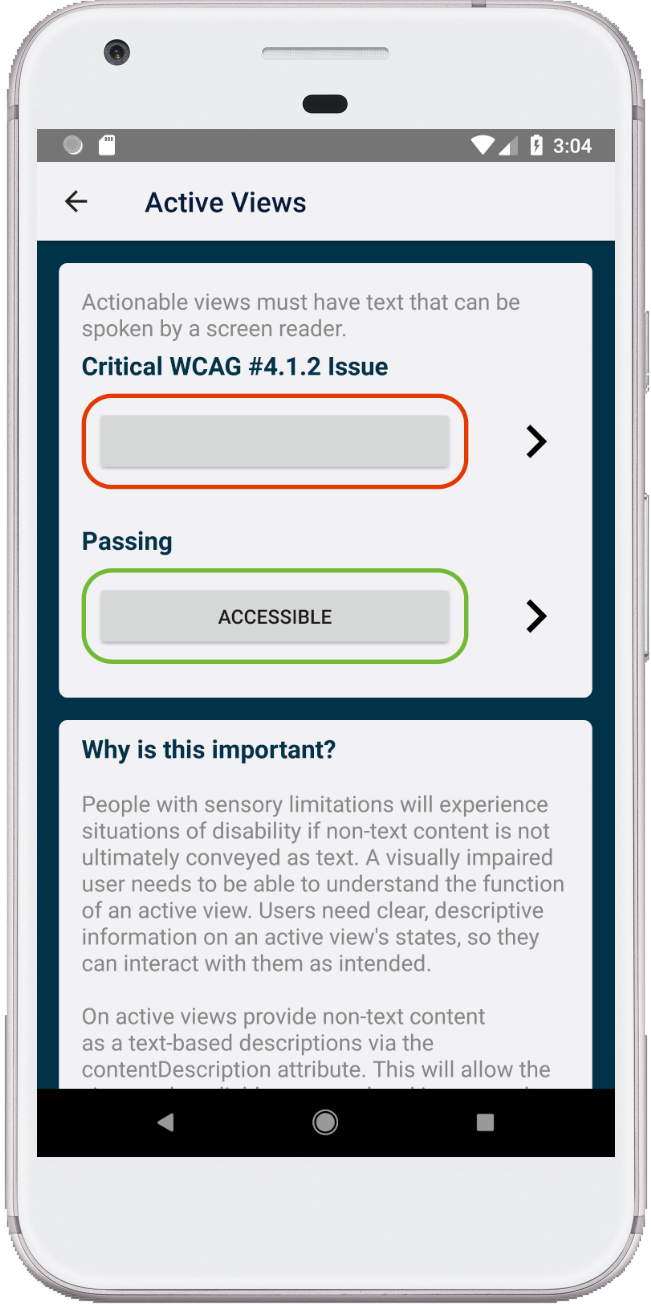 3:04
Active Views
Actionable views must have text that can be
spoken by a screen reader.
Critical WCAG #4.1.2 Issue
Passing
ACCESSIBLE
Why is this important?
People with sensory limitations will experience
situations of disability if non-text content is not
ultimately conveyed as text. A visually impaired
user needs to be able to understand the function
of an active view. Users need clear, descriptive
information on an active view's states, so they
can interact with them as intended.
On active views provide non-text content
as a text-based descriptions via the
contentDescription attribute. This will allow the